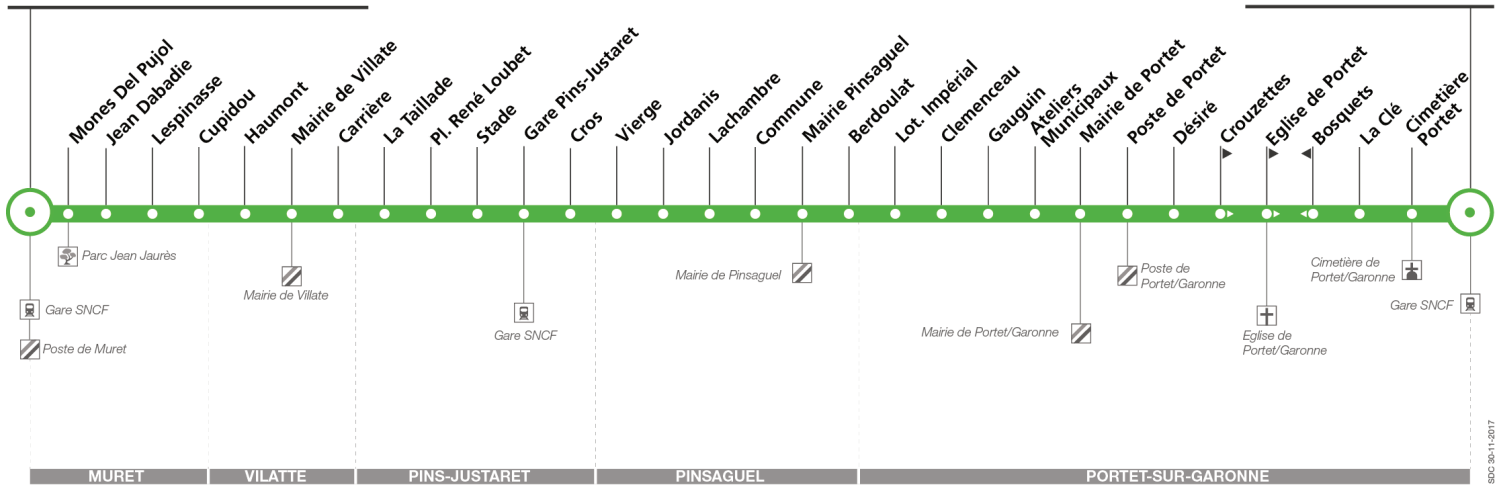 Mones Del Pujol
Jean Dabadie
Lespinasse
Cupidou
Haumont
Mairie de Villate
Carrière
La Taillade
Pl. René Loubet
Stade
Gare Pins-Justaret
Cros
Vierge
Jordanis
Lachambre
Commune
Mairie Pinsaguel
Berdoulat
Lot. Impérial
Clemenceau
Gauguin
Ateliers
Municipaux
Mairie de Portet
Poste de Portet
Désiré
Crouzettes
Eglise de Portet
Bosquets
La Clé
Cimetière
Portet
Parc Jean Jaurès
Gare SNCF
Poste de Muret
Mairie de Villate
Gare SNCF
Mairie de Pinsaguel
Mairie de Portet/Garonne
Poste de
Portet/Garonne
Eglise de
Portet/Garonne
Cimetière de
Portet/Garonne
Gare SNCF
MURET
VILATTE
PINS-JUSTARET
PINSAGUEL
PORTET-SUR-GARONNE
SDC 30-11-2017